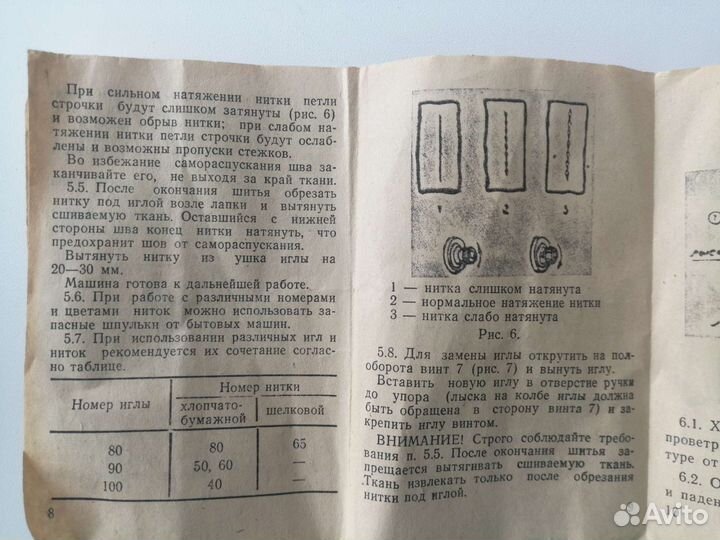 При сильном натяжении нитки петли
строчки будут слишком затянуты (рис. 6)
и возможен обрыв нитки; при слабом на-
тяжении нитки петли строчки будут ослаб-
лены и возможны пропуски стежков.
Во избежание самораспускания шва за-
канчивайте его, не выходя за край ткани.
5.5. После окончания шитья обрезать
нитку под иглой возле лапки и вытянуть
сшиваемую ткань. Оставшийся с нижней
стороны шва конец нитки натянуть, что
предохранит шов от самораспускания.
Вытянуть нитку из ушка иглы на
20—30 мм.
Машина готова к дальнейшей работе.
5.6. При работе с различными номерами
и цветами ниток можно использовать за-
пасные шпульки от бытовых машин.
5.7. При использовании различных игл и
ниток рекомендуется их сочетание соглас-
но таблице.
Номер иглы
Номер нитки
хлопчато-
бумажной
шелковой
80 80 65
90 50, 60 —
100 40 —
8
1 2 3
1 — нитка слишком натянута
2 — нормальное натяжение нитки
3 — нитка слабо натянута
Рис. 6.
5.8. Для замены иглы открутить на пол-
оборота винт 7 (рис. 7) и вынуть иглу.
Вставить новую иглу в отверстие ручки
до упора (лыска на колбе иглы должна
быть обращена в сторону винта 7) и за-
крепить иглу винтом.
ВНИМАНИЕ! Строго соблюдайте требо-
вания п. 5.5. После окончания шитья за-
прещается вытягивать сшиваемую ткань.
Ткань извлекать только после обрезания
нитки под иглой.
6.1. Х
проветр
туре от
6.2. О
и паден
10
Avito